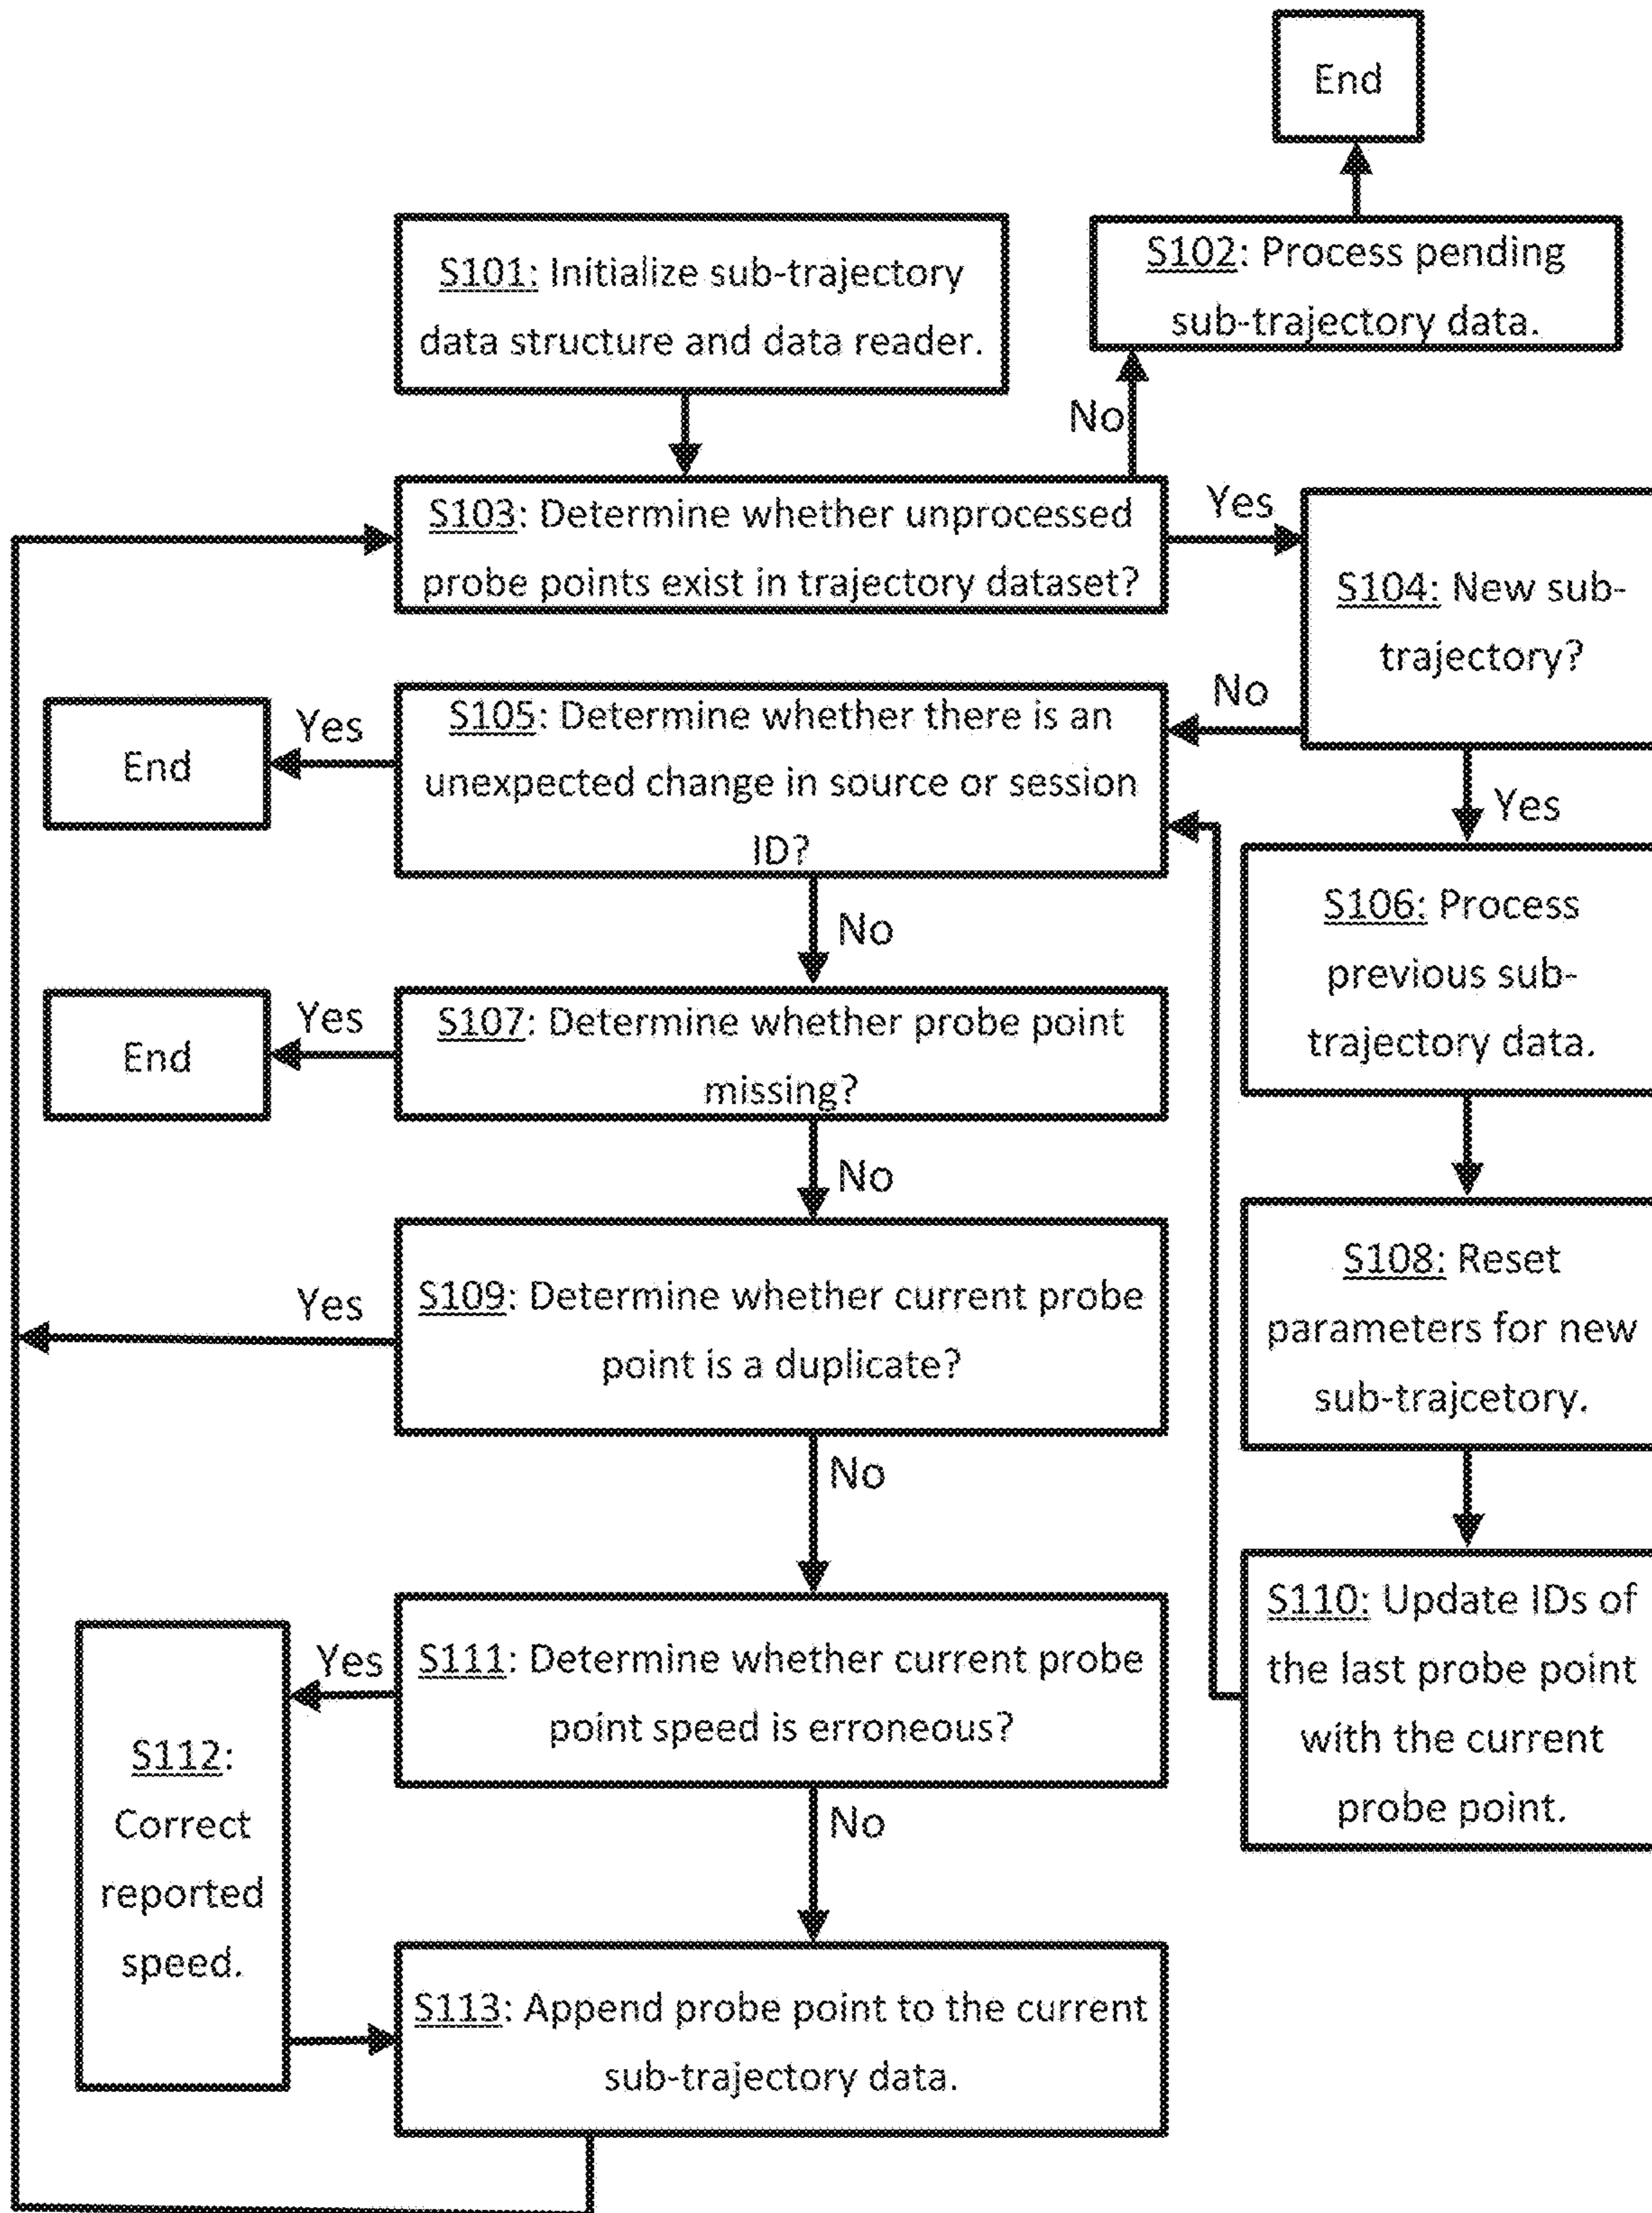 End
S101: Initialize sub-trajectory
data structure and data reader.
S102: Process pending
sub-trajectory data.
No
S103: Determine whether unprocessed
probe points exist in trajectory dataset?
Yes
S104: New sub-
trajectory?
No
S105: Determine whether there is an
unexpected change in source or session
ID?
Yes
End
Yes
S106: Process
previous sub-
trajectory data.
No
S107: Determine whether probe point
missing?
Yes
End
No
S108: Reset
parameters for new
sub-trajcetory.
S109: Determine whether current probe
point is a duplicate?
Yes
No
S110: Update IDs of
the last probe point
with the current
probe point.
S111: Determine whether current probe
point speed is erroneous?
Yes
S112:
Correct
reported
speed.
No
S113: Append probe point to the current
sub-trajectory data.